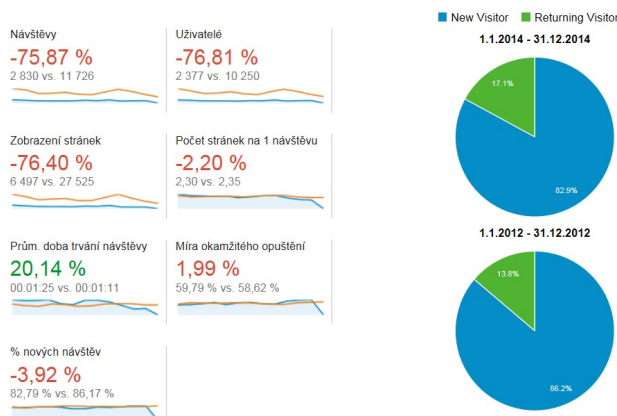 Návštěvy
-75,87 %
2 830 vs. 11 726
Uživatelé
-76,81 %
2 377 vs. 10 250
Zobrazení stránek
-76,40 %
6 497 vs. 27 525
Počet stránek na 1 návštěvu
-2,20 %
2,30 vs. 2,35
Prům. doba trvání návštěvy
20,14 %
00:01:25 vs. 00:01:11
Míra okamžitého opuštění
1,99 %
59,79 % vs. 58,62 %
% nových návštěv
-3,92 %
82,79 % vs. 86,17 %
New Visitor Returning Visitor
1.1.2014 - 31.12.2014
17.1%
82.9%
1.1.2012 - 31.12.2012
13.8%
86.2%